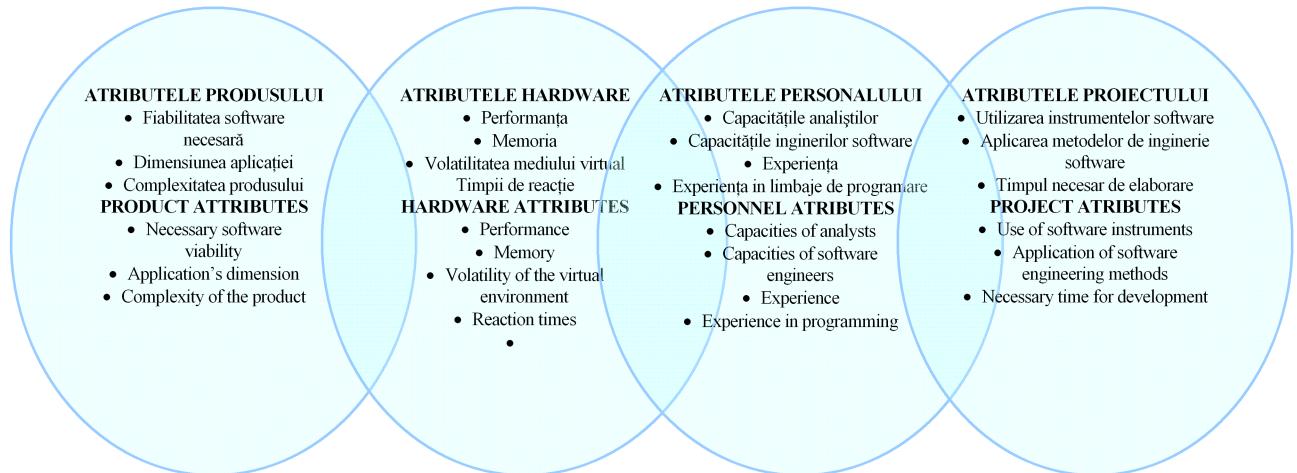 ATRIBUTELE PRODUSULUI
• Fiabilitatea software
necesară
• Dimensiunea aplicației
• Complexitatea produsului
PRODUCT ATTRIBUTES
• Necessary software
viability
• Application's dimension
• Complexity of the product
ATRIBUTELE HARDWARE
• Performanța
• Memoria
• Volatilitatea mediului virtual
Timpii de reacție
HARDWARE ATTRIBUTES
• Performance
• Memory
• Volatility of the virtual
environment
• Reaction times
•
ATRIBUTELE PERSONALULUI
• Capacitățile analiștilor
• Capacitățile inginerilor software
• Experiența
• Experiența in limbaje de programare
PERSONNEL ATRIBUTES
• Capacities of analysts
• Capacities of software
engineers
• Experience
• Experience in programming
ATRIBUTELE PROIECTULUI
• Utilizarea instrumentelor software
• Aplicarea metodelor de inginerie
software
• Timpul necesar de elaborare
PROJECT ATRIBUTES
• Use of software instruments
• Application of software
engineering methods
• Necessary time for development